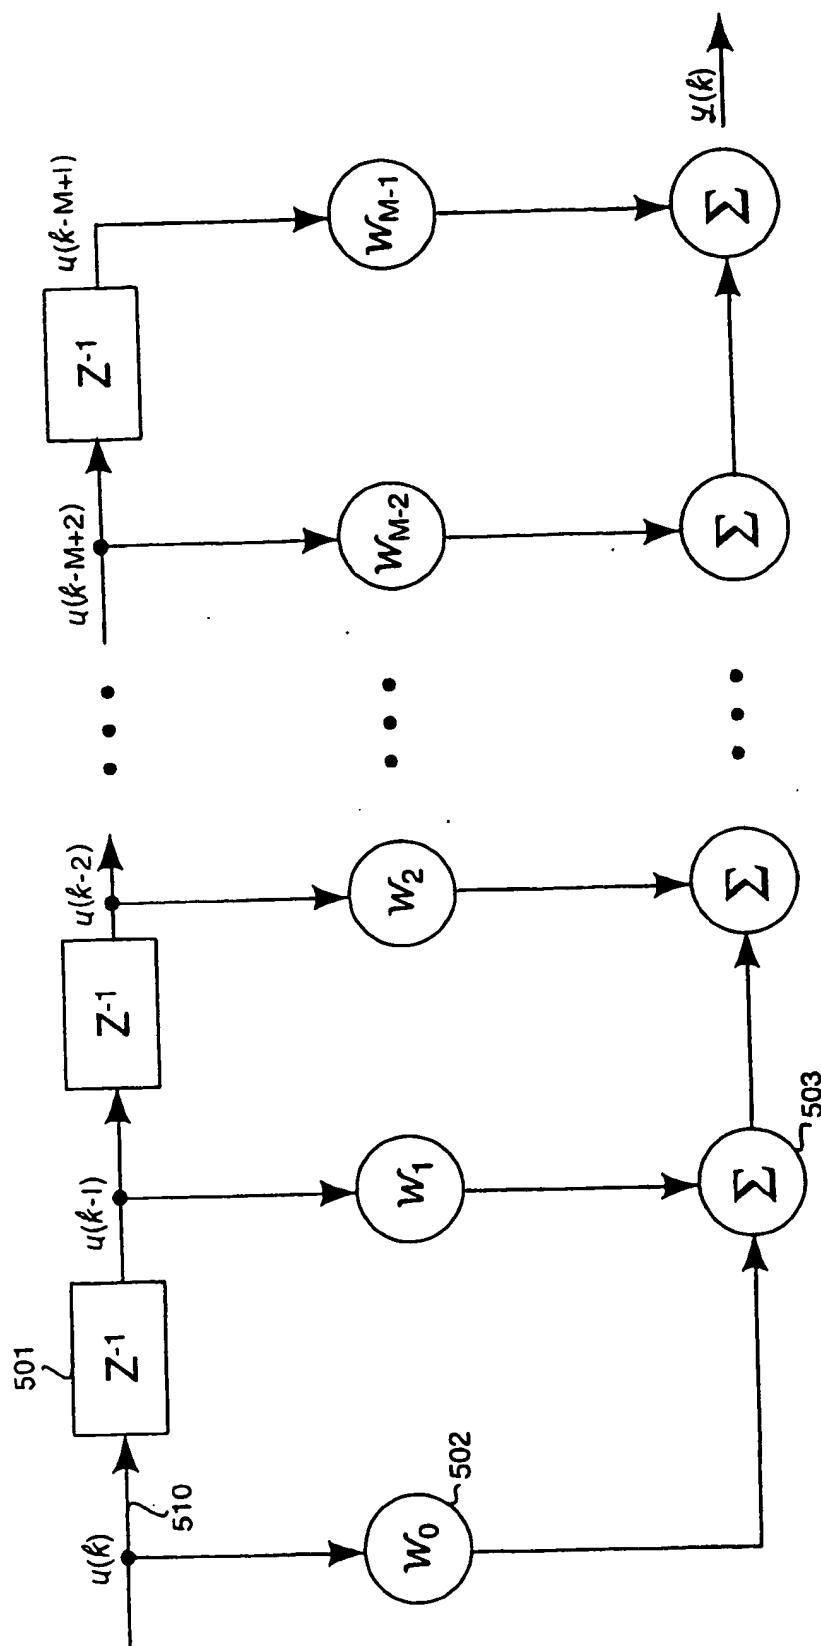 u(k)
510
501
Z-1
u(k-1)
Z-1
u(k-2)
u(k-M+2)
Z-1
u(k-M+1)
W0
502
W1
W2
WM-2
WM-1
Σ
503
Σ
Σ
Σ
y(k)